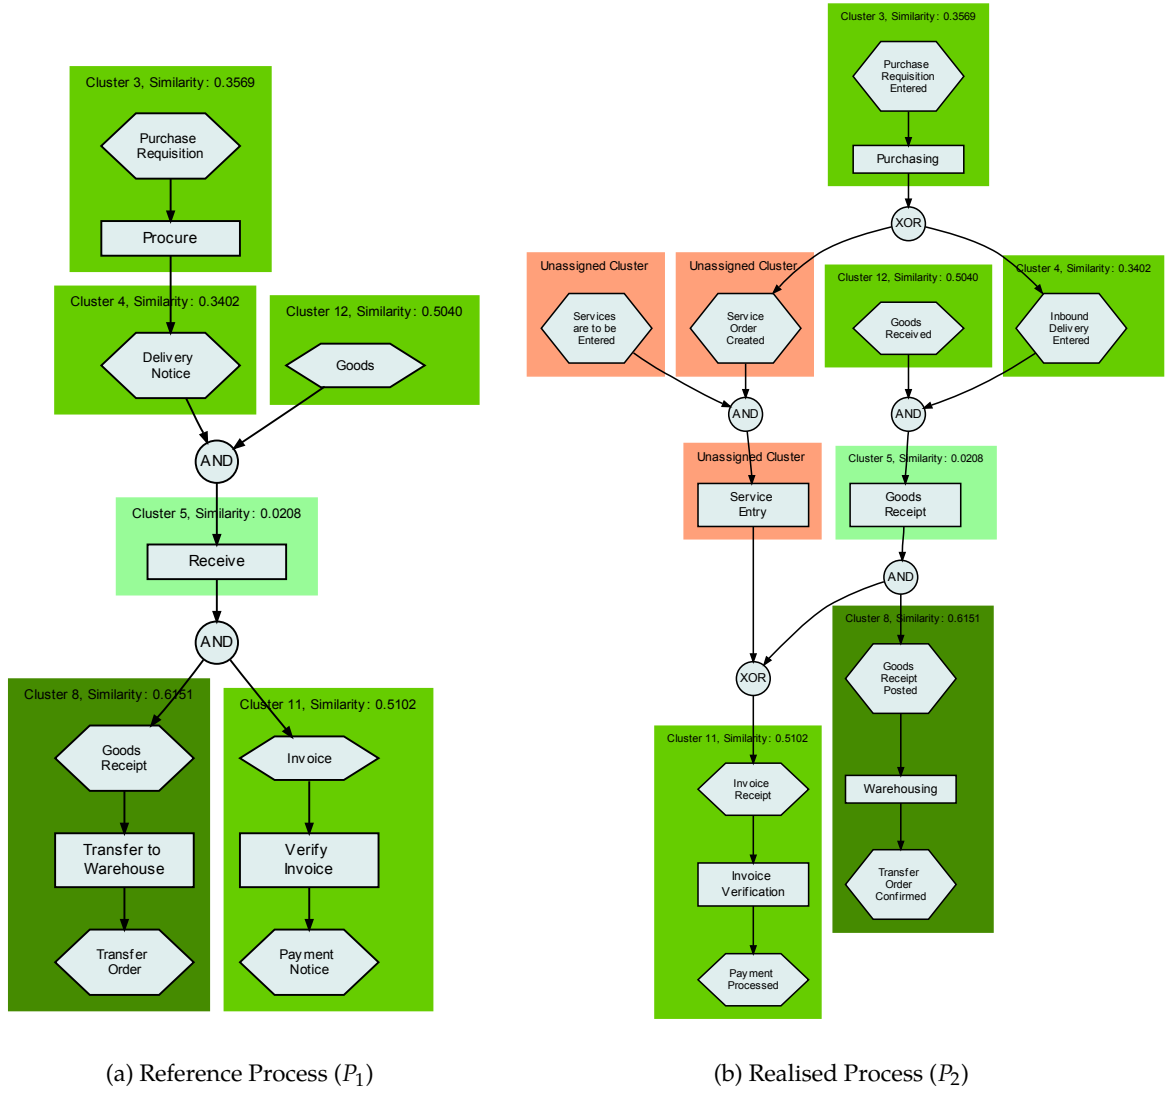 Cluster 3, Similarity: 0.3569
Purchase
Requisition
Procure
Cluster 4, Similarity: 0.3402
Delivery
Notice
Cluster 12, Similarity: 0.5040
Goods
AND
Cluster 5, Similarity: 0.0208
Receive
AND
Cluster 8, Similarity: 0.6151
Goods
Receipt
Transfer to
Warehouse
Transfer
Order
Cluster 11, Similarity: 0.5102
Invoice
Verify
Invoice
Payment
Notice
(a) Reference Process (P1)
Cluster 3, Similarity: 0.3569
Purchase
Requisition
Entered
Purchasing
XOR
Unassigned Cluster
Services
are to be
Entered
Unassigned Cluster
Service
Order
Created
Cluster 12, Similarity: 0.5040
Goods
Received
Cluster 4, Similarity: 0.3402
Inbound
Delivery
Entered
AND
AND
Unassigned Cluster
Service
Entry
Cluster 5, Similarity: 0.0208
Goods
Receipt
AND
XOR
Cluster 8, Similarity: 0.6151
Goods
Receipt
Posted
Warehousing
Transfer
Order
Confirmed
Cluster 11, Similarity: 0.5102
Invoice
Receipt
Invoice
Verification
Payment
Processed
(b) Realised Process (P2)